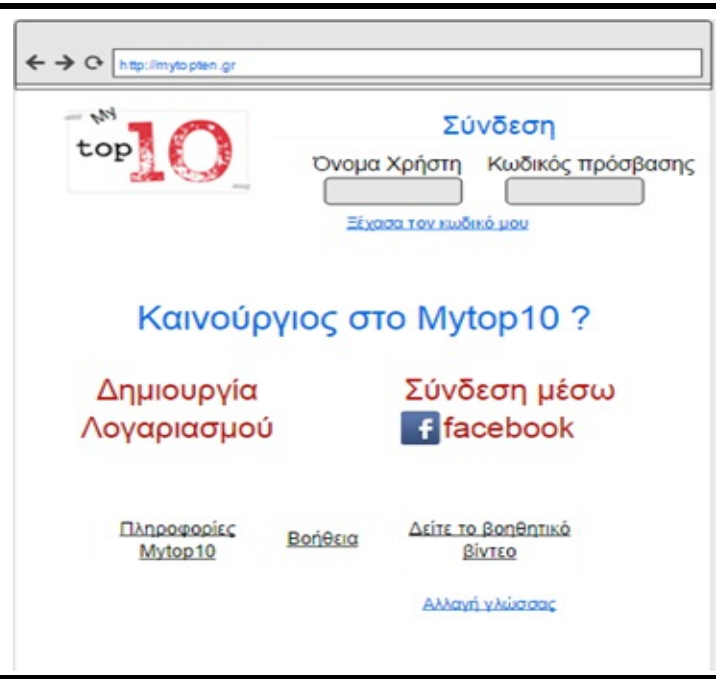 http://mytopten.gr
My
top10
Σύνδεση
Όνομα Χρήστη Κωδικός πρόσβασης
Ξέχασα τον κωδικό μου
Καινούργιος στο Mytop10 ?
Δημιουργία
Λογαριασμού
Σύνδεση μέσω
f facebook
Πληροφορίες
Mytop10
Βοήθεια
Δείτε το βοηθητικό
βίντεο
Αλλαγή γλώσσας